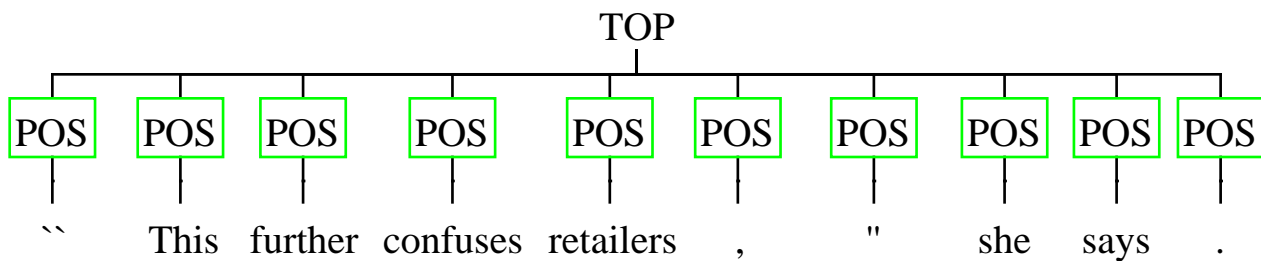 TOP
POS POS POS POS POS POS POS POS POS POS
`` This further confuses retailers , " she says .